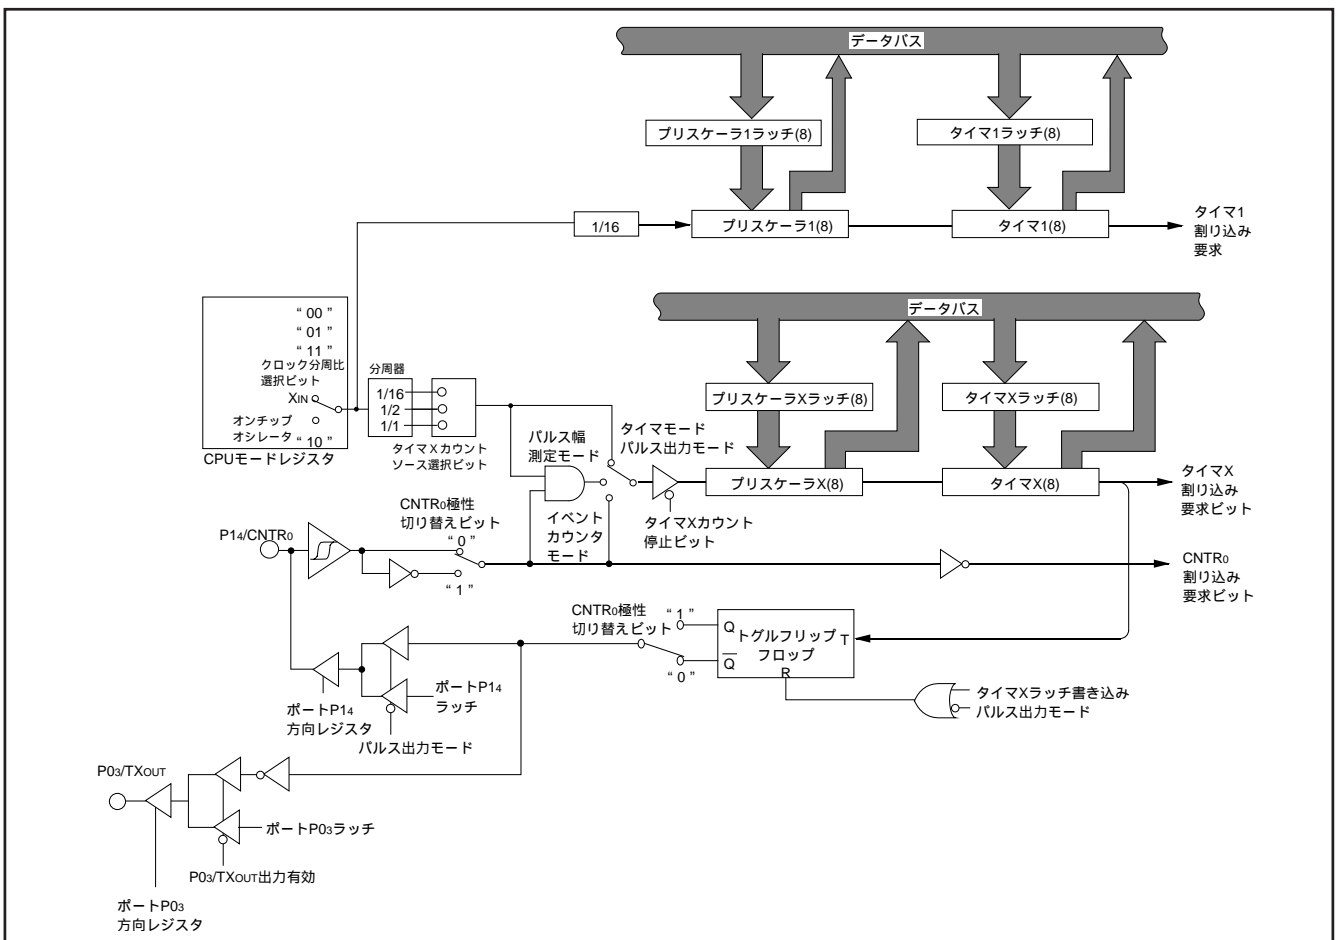 データバス
プリスケーラ1ラッチ(8)
タイマ1ラッチ(8)
1/16
プリスケーラ1(8)
タイマ1(8)
タイマ1
割り込み
要求
データバス
“ 00 ”
“ 01 ”
“ 11 ”
クロック分周比
選択ビット
XIN
オンチップ
オシレータ “ 10 ”
CPUモードレジスタ
分周器
1/16
1/2
1/1
タイマXカウント
ソース選択ビット
パルス幅
測定モード
タイマモード
パルス出力モード
プリスケーラXラッチ(8)
タイマXラッチ(8)
プリスケーラX(8)
タイマX(8)
タイマX
割り込み
要求ビット
CNTR0極性
切り替えビット
“ 0 ”
“ 1 ”
イベント
カウンタ
モード
タイマXカウント
停止ビット
P14/CNTR0
CNTR0
割り込み
要求ビット
CNTR0極性
切り替えビット
“ 1 ”
“ 0 ”
Q
Q
トグルフリップ
フロップ
T
R
タイマXラッチ書き込み
パルス出力モード
ポートP14
ラッチ
ポートP14
方向レジスタ
パルス出力モード
P03/TXOUT
ポートP03ラッチ
P03/TXOUT出力有効
ポートP03
方向レジスタ